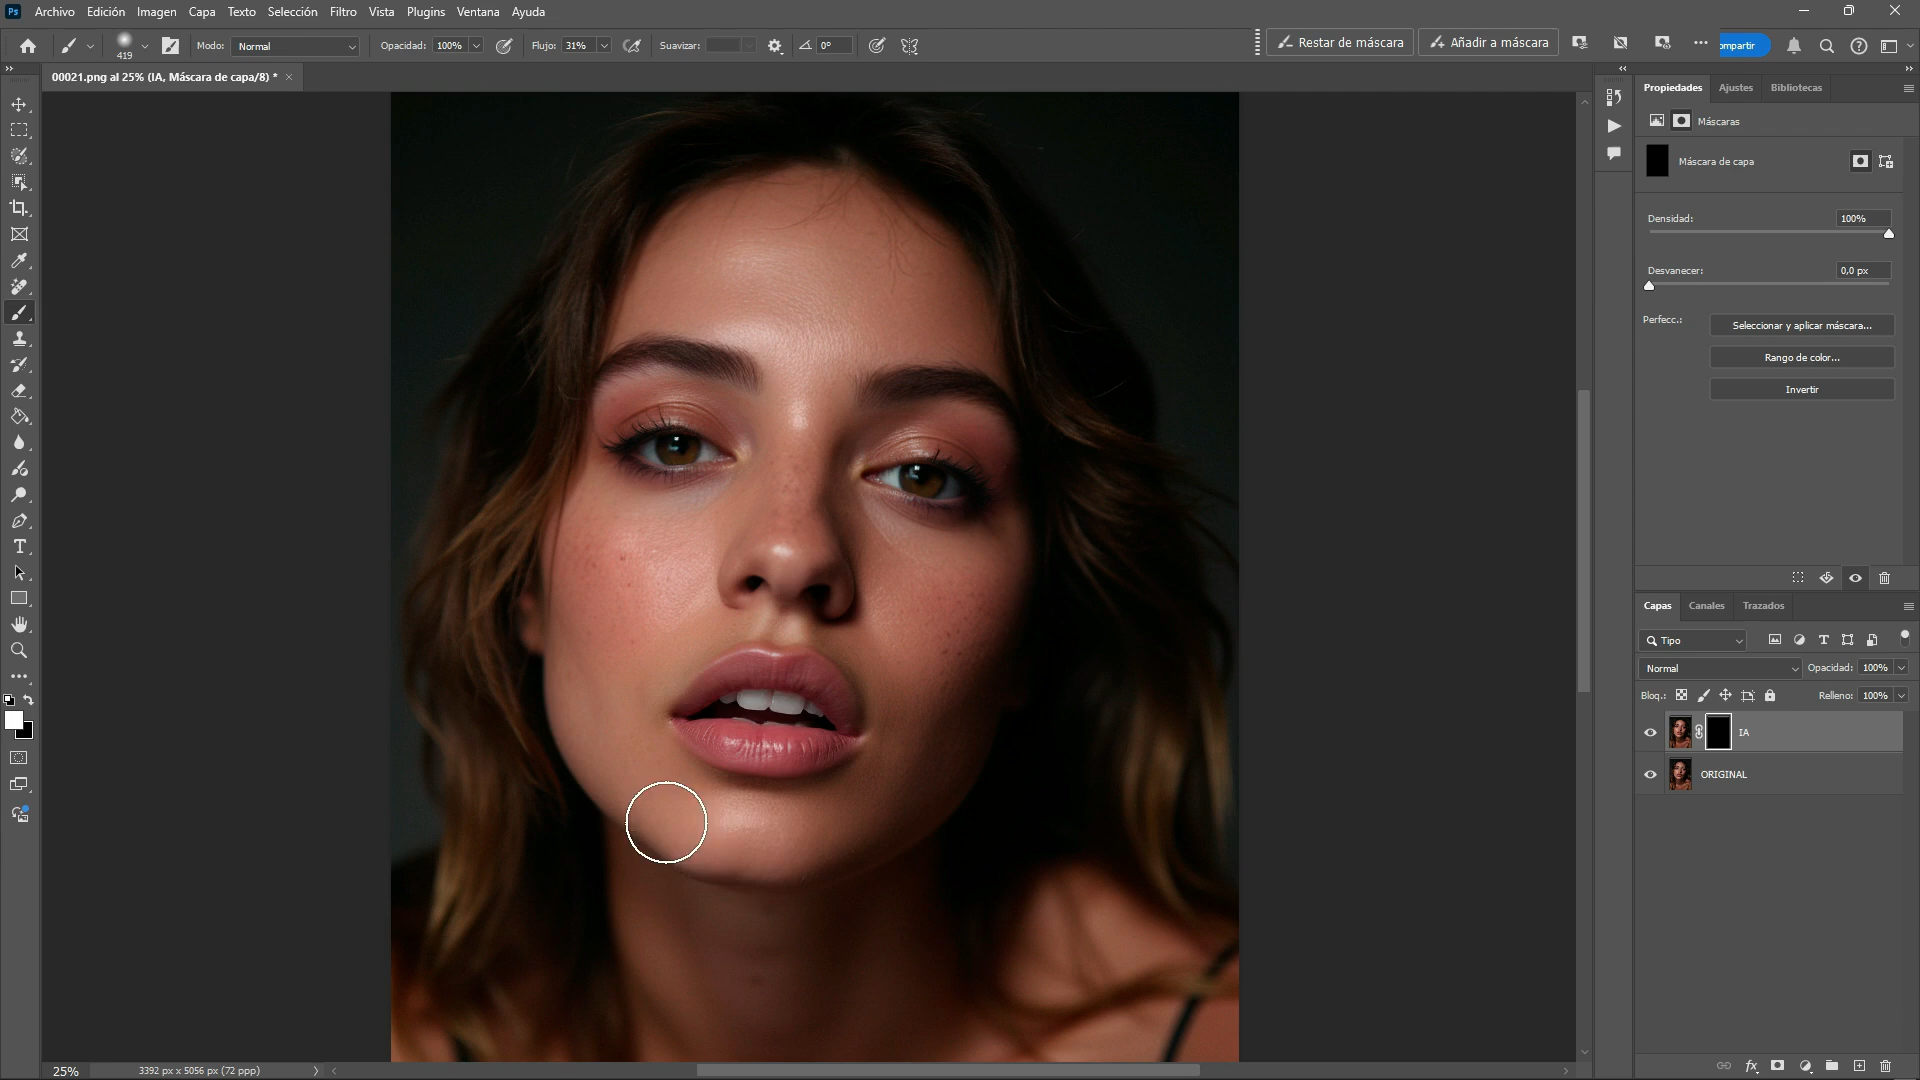 Ps Archivo Edición Imagen Capa Texto Selección Filtro Vista Plugins Ventana Ayuda
419 Modo: Normal Opacidad: 100% Flujo: 31% Suavizar: 0° Restar de máscara Añadir a máscara ompartir
00021.png al 25% (IA, Máscara de capa/8) *
Propiedades Ajustes Bibliotecas
Máscaras
Máscara de capa
Densidad: 100%
Desvanecer: 0,0 px
Perfecc.: Seleccionar y aplicar máscara...
Rango de color...
Invertir
Capas Canales Trazados
Tipo
Normal Opacidad: 100%
Bloq.: Relleno: 100%
IA
ORIGINAL
25% 3392 px x 5056 px (72 ppp)